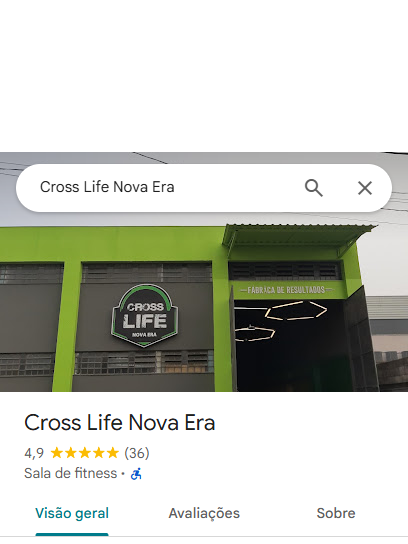 Cross Life Nova Era
FÁBRICA DE RESULTADOS
CROSS
LIFE
NOVA ERA
Cross Life Nova Era
4,9 (36)
Sala de fitness ·
Visão geral Avaliações Sobre